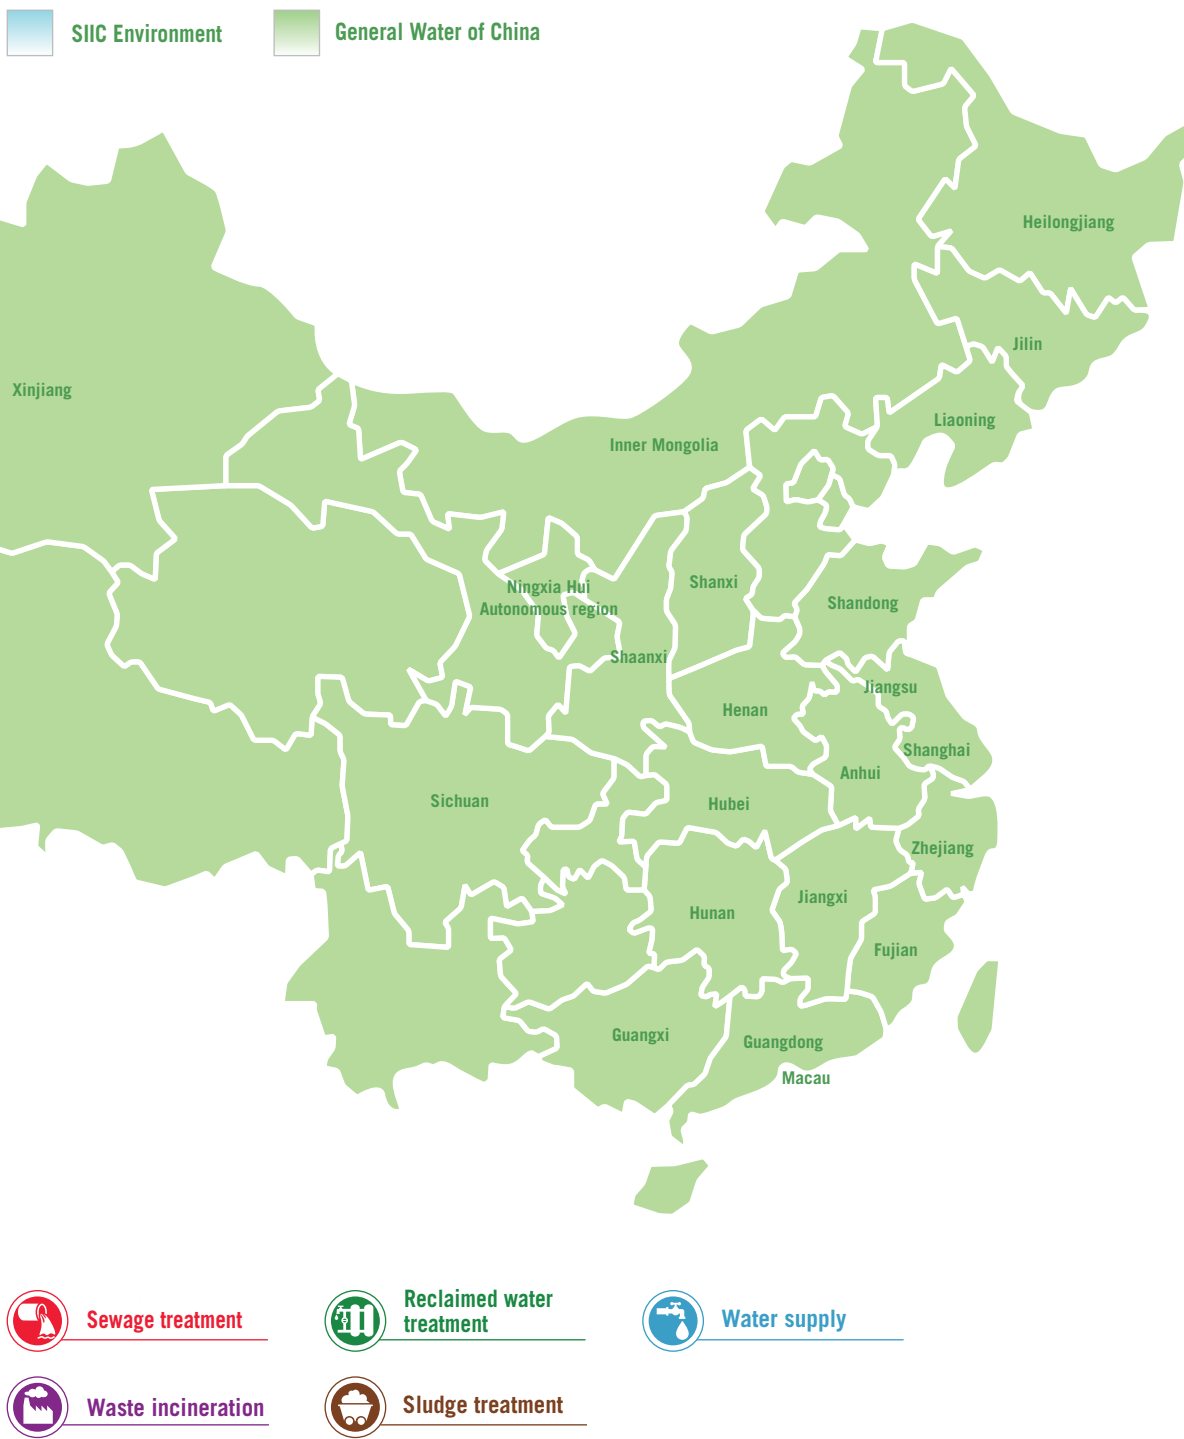 SIIC Environment
General Water of China
Heilongjiang
Jilin
Xinjiang
Liaoning
Inner Mongolia
Shanxi
Ningxia Hui
Autonomous region
Shandong
Shaanxi
Jiangsu
Henan
Shanghai
Anhui
Sichuan
Hubei
Zhejiang
Jiangxi
Hunan
Fujian
Guangxi
Guangdong
Macau
Sewage treatment
Reclaimed water
treatment
Water supply
Waste incineration
Sludge treatment